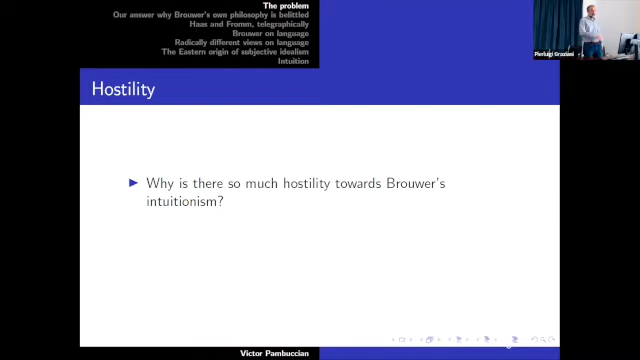 The problem
Our answer why Brouwer's own philosophy is belittled
Haas and Fromm, telegraphically
Brouwer on language
Radically different views on language
The Eastern origin of subjective idealism
Intuition
Pierluigi Graziani
Hostility
Why is there so much hostility towards Brouwer's
intuitionism?
Victor Pambuccian